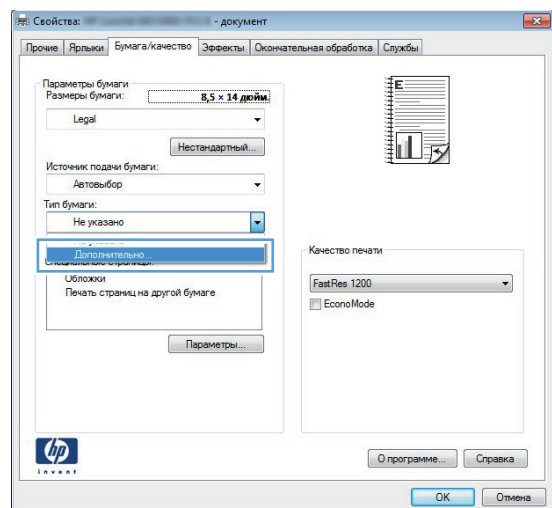 Свойства: - документ
Прочие Ярлыки Бумага/качество Эффекты Окончательная обработка Службы
Параметры бумаги
Размеры бумаги: 8,5 × 14 дюйм.
Legal
Нестандартный...
Источник подачи бумаги:
Автовыбор
Тип бумаги:
Не указано
Дополнительно...
Обложки
Печать страниц на другой бумаге
Параметры...
E
Качество печати
FastRes 1200
EconoMode
hp
invent
О программе... Справка
OK Отмена